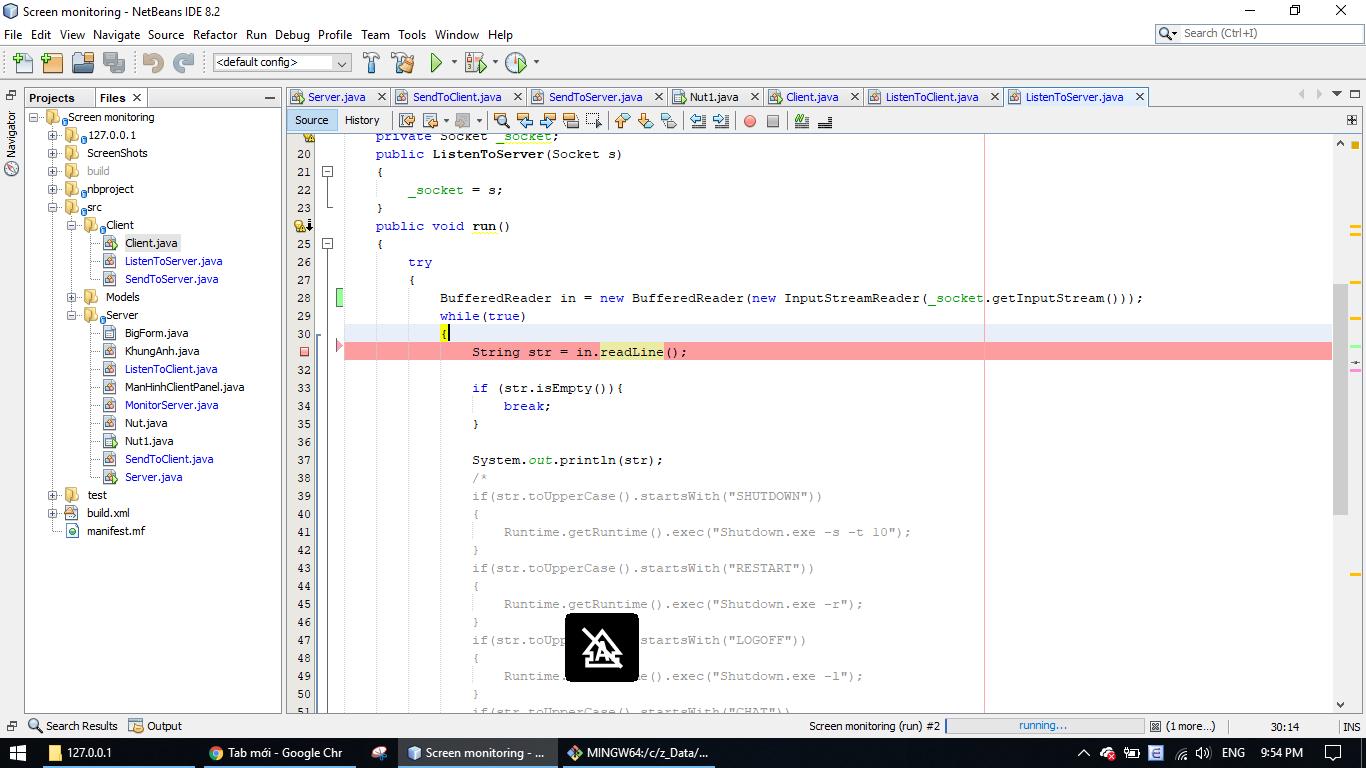 Screen monitoring - NetBeans IDE 8.2
File Edit View Navigate Source Refactor Run Debug Profile Team Tools Window Help
Search (Ctrl+I)
<default config>
Projects Files
Navigator
Screen monitoring
127.0.0.1
ScreenShots
build
nbproject
src
Client
Client.java
ListenToServer.java
SendToServer.java
Models
Server
BigForm.java
KhungAnh.java
ListenToClient.java
ManHinhClientPanel.java
MonitorServer.java
Nut.java
Nut1.java
SendToClient.java
Server.java
test
build.xml
manifest.mf
Server.java SendToClient.java SendToServer.java Nut1.java Client.java ListenToClient.java ListenToServer.java
Source History
private Socket _socket;
20 public ListenToServer(Socket s)
21 {
22 _socket = s;
23 }
public void run()
25 {
26 try
27 {
28 BufferedReader in = new BufferedReader(new InputStreamReader(_socket.getInputStream()));
29 while(true)
30 {
String str = in.readLine();
32
33 if (str.isEmpty()){
34 break;
35 }
36
37 System.out.println(str);
38 /*
39 if(str.toUpperCase().startsWith("SHUTDOWN"))
40 {
41 Runtime.getRuntime().exec("Shutdown.exe -s -t 10");
42 }
43 if(str.toUpperCase().startsWith("RESTART"))
44 {
45 Runtime.getRuntime().exec("Shutdown.exe -r");
46 }
47 if(str.toUpp startsWith("LOGOFF"))
48 {
49 Runt e().exec("Shutdown.exe -l");
50 }
51 if(str.toUpperCase().startsWith("CHAT"))
A
Search Results Output
Screen monitoring (run) #2 running... (1 more...) 30:14 INS
127.0.0.1 Tab mới - Google Chr Screen monitoring - ... MINGW64:/c/z_Data/... E ENG 9:54 PM